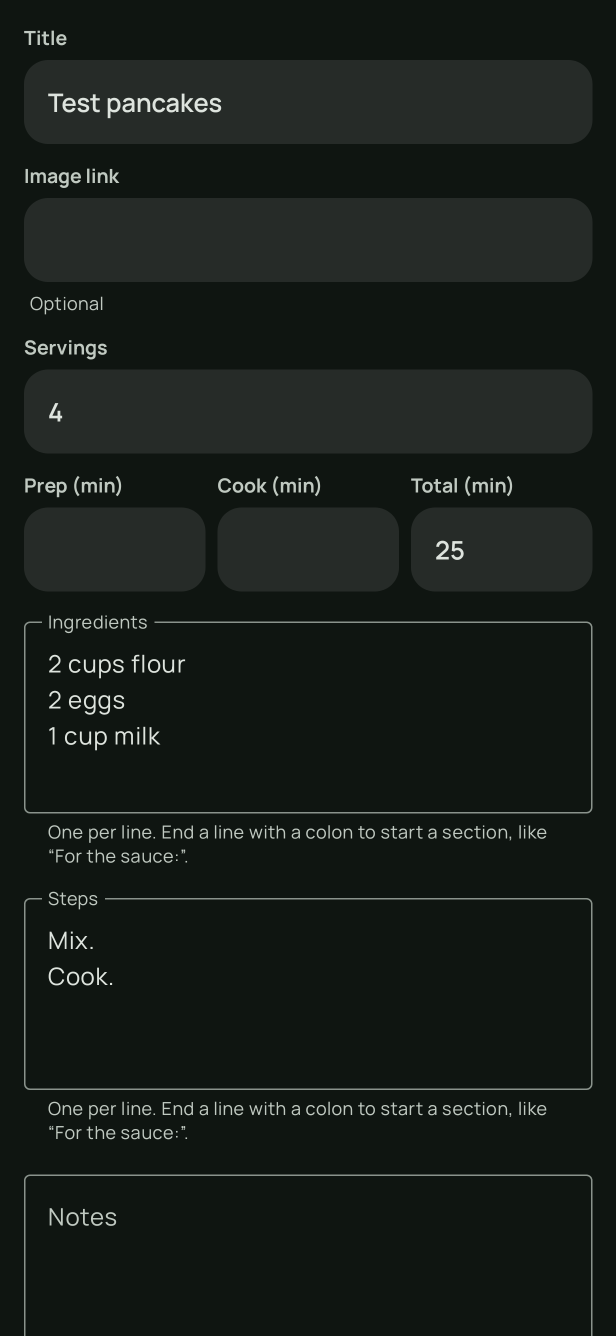 Title
Test pancakes
Image link
Optional
Servings
4
Prep (min) Cook (min) Total (min)
25
Ingredients
2 cups flour
2 eggs
1 cup milk
One per line. End a line with a colon to start a section, like
“For the sauce:”.
Steps
Mix.
Cook.
One per line. End a line with a colon to start a section, like
“For the sauce:”.
Notes